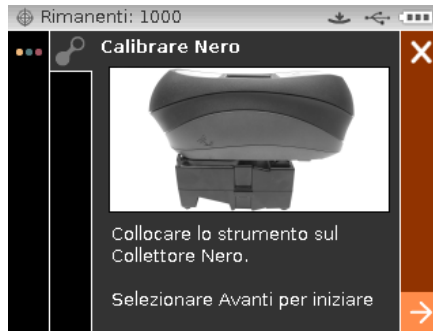 Rimanenti: 1000
Calibrare Nero
Collocare lo strumento sul
Collettore Nero.
Selezionare Avanti per iniziare